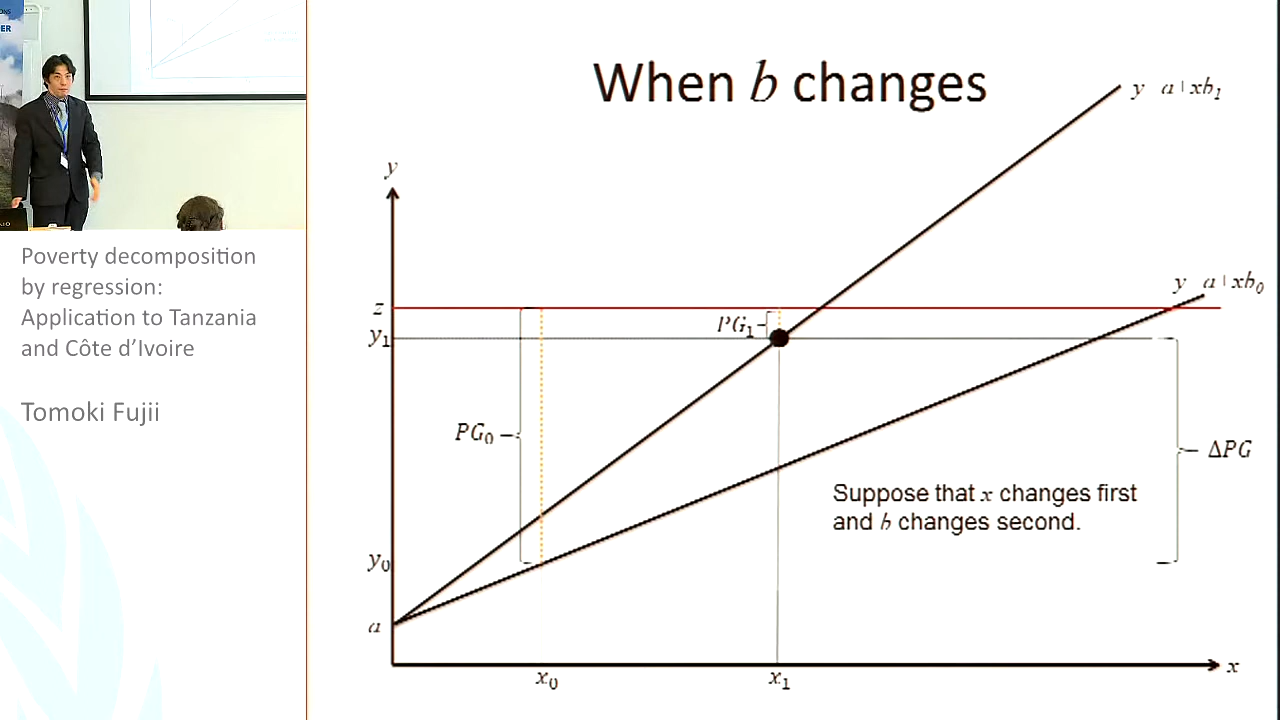 When b changes
y a xb₁
y
y a xb₀
z
PG₁
y₁
PG₀
ΔPG
Suppose that x changes first
and b changes second.
y₀
a
x
x₀
x₁
Poverty decomposition
by regression:
Application to Tanzania
and Côte d’Ivoire
Tomoki Fujii